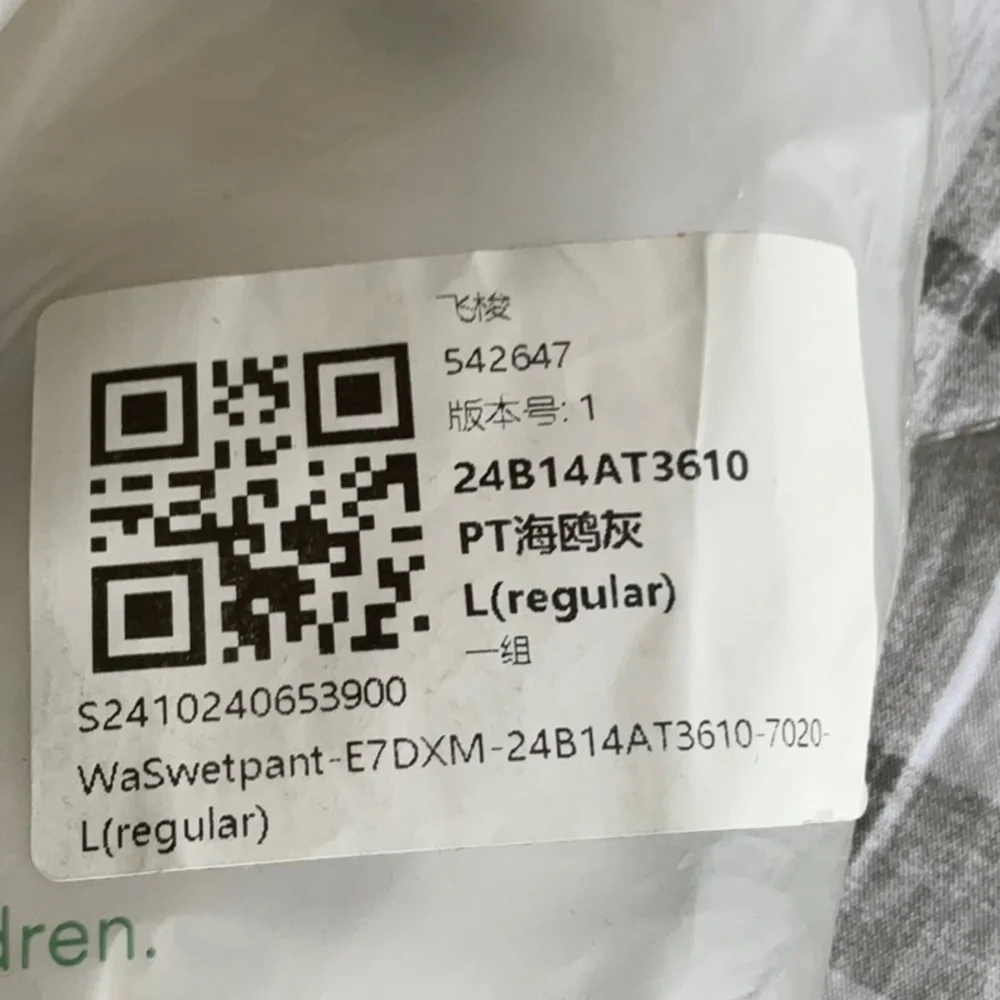 飞梭
542647
版本号: 1
24B14AT3610
PT海鸥灰
L(regular)
一组
S2410240653900
WaSwetpant-E7DXM-24B14AT3610-7020-
L(regular)
dren.